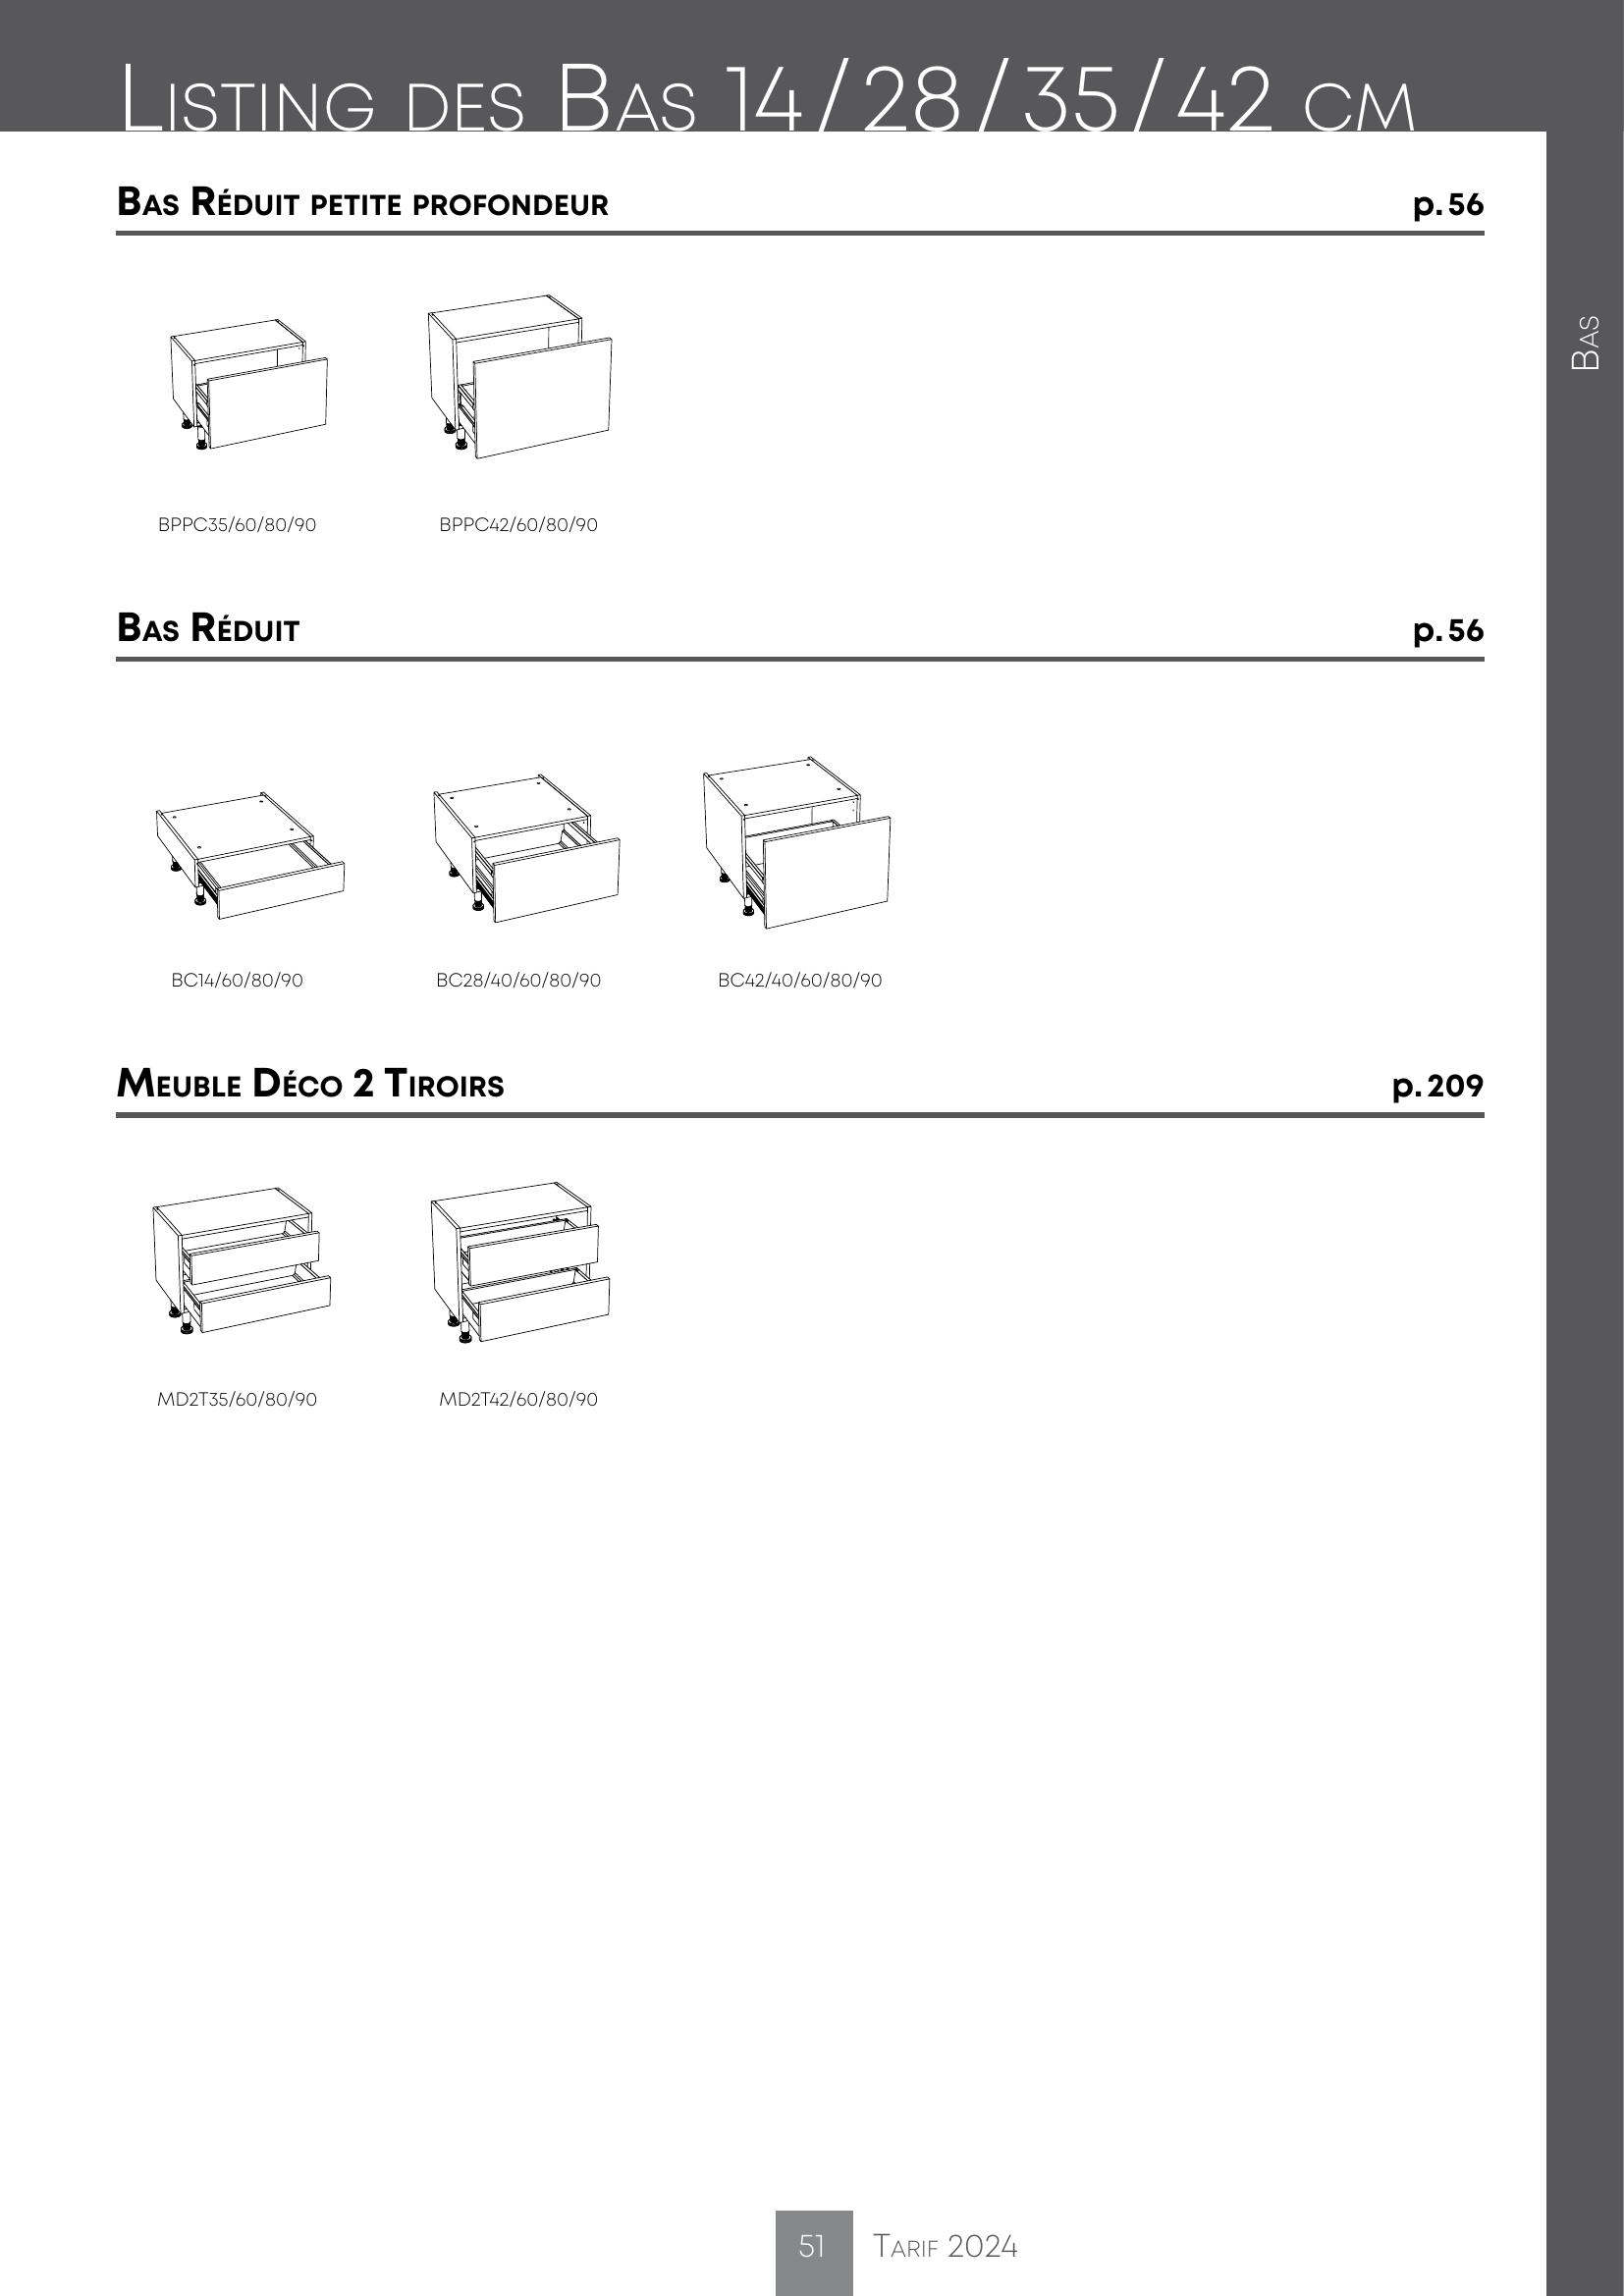 Listing des Bas 14/28/35/42 cm
Bas Réduit petite profondeur p.56
Bas
BPPC35/60/80/90 BPPC42/60/80/90
Bas Réduit p.56
BC14/60/80/90 BC28/40/60/80/90 BC42/40/60/80/90
Meuble Déco 2 Tiroirs p.209
MD2T35/60/80/90 MD2T42/60/80/90
51 Tarif 2024